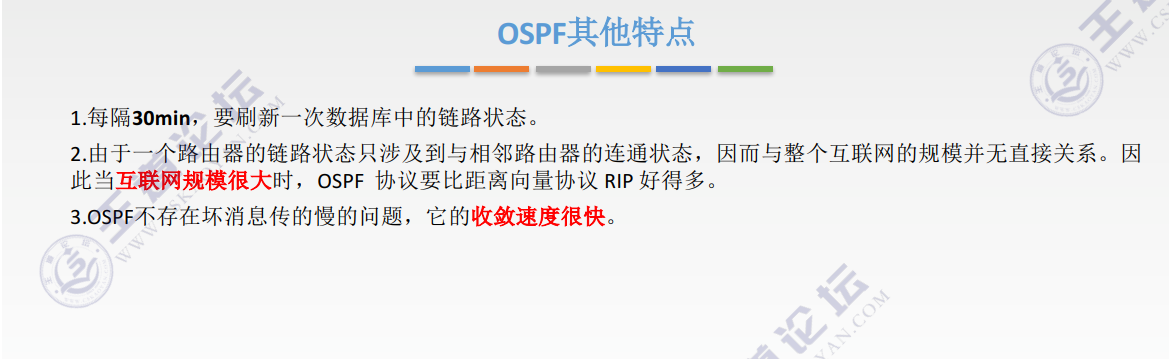 OSPF其他特点
1.每隔30min，要刷新一次数据库中的链路状态。
2.由于一个路由器的链路状态只涉及到与相邻路由器的连通状态，因而与整个互联网的规模并无直接关系。因
此当互联网规模很大时，OSPF 协议要比距离向量协议 RIP 好得多。
3.OSPF不存在坏消息传的慢的问题，它的收敛速度很快。